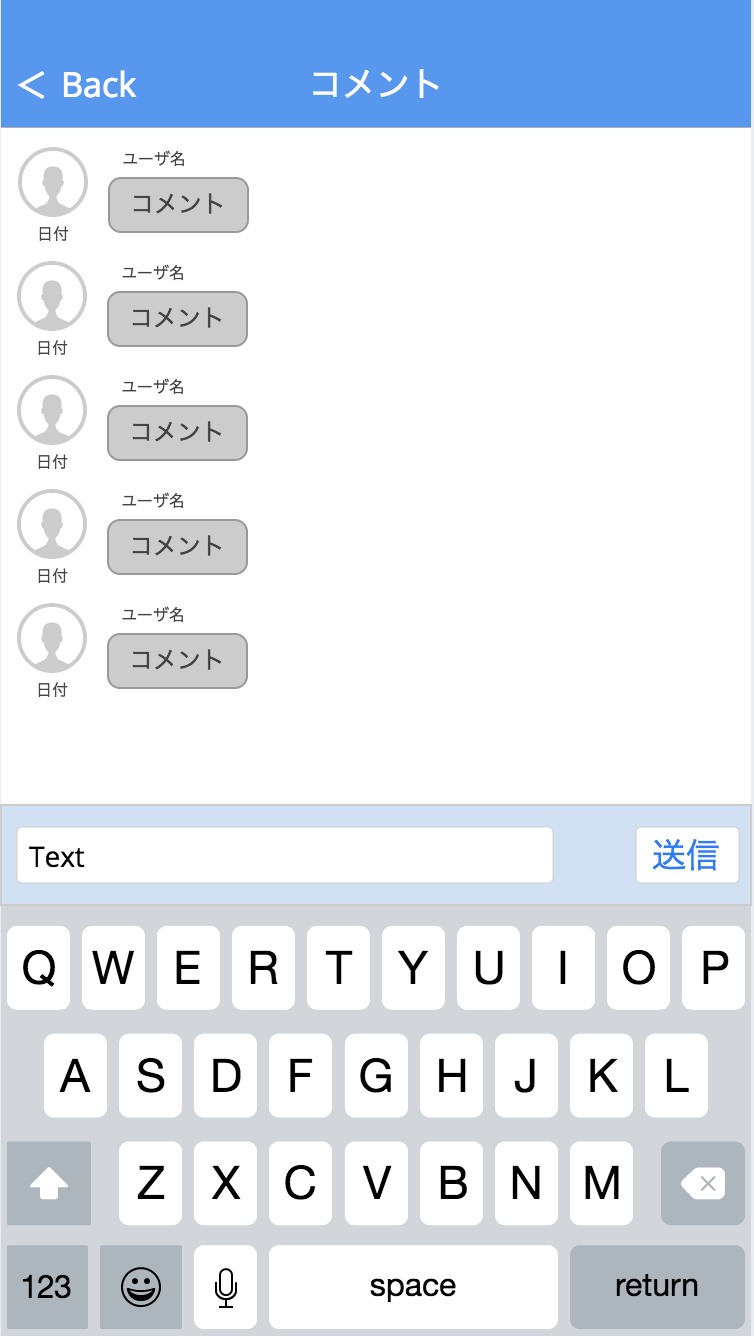 < Back コメント
ユーザ名
コメント
日付
ユーザ名
コメント
日付
ユーザ名
コメント
日付
ユーザ名
コメント
日付
ユーザ名
コメント
日付
Text 送信
Q W E R T Y U I O P
A S D F G H J K L
Z X C V B N M
123 space return